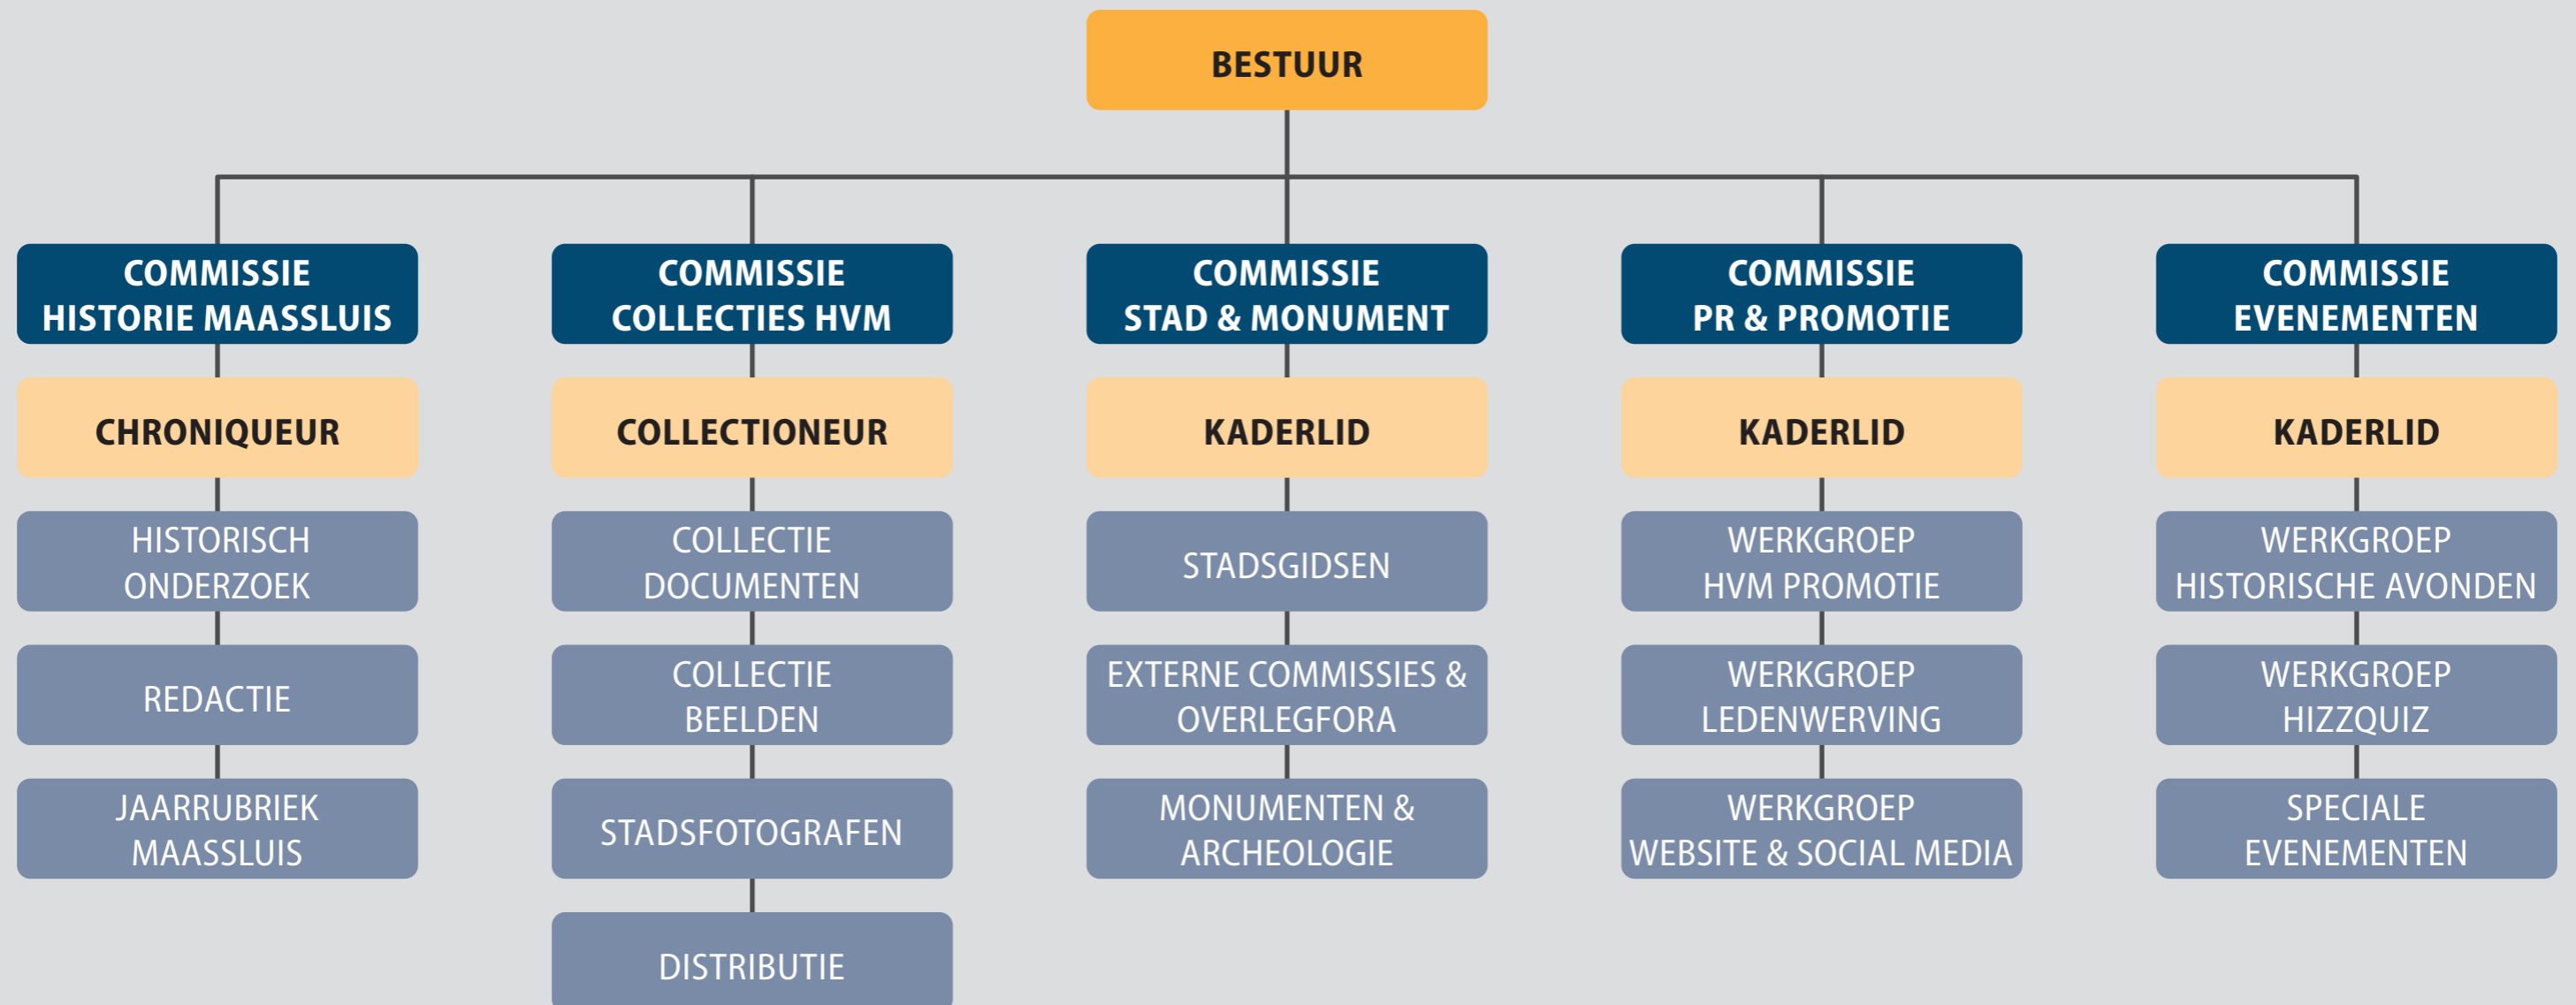 BESTUUR
COMMISSIE
HISTORIE MAASSLUIS
CHRONIQUEUR
HISTORISCH
ONDERZOEK
REDACTIE
JAARRUBRIEK
MAASSLUIS
COMMISSIE
COLLECTIES HVM
COLLECTIONEUR
COLLECTIE
DOCUMENTEN
COLLECTIE
BEELDEN
STADSFOTOGRAFEN
DISTRIBUTIE
COMMISSIE
STAD & MONUMENT
KADERLID
STADSGIDSEN
EXTERNE COMMISSIES &
OVERLEGFORA
MONUMENTEN &
ARCHEOLOGIE
COMMISSIE
PR & PROMOTIE
KADERLID
WERKGROEP
HVM PROMOTIE
WERKGROEP
LEDENWERVING
WERKGROEP
WEBSITE & SOCIAL MEDIA
COMMISSIE
EVENEMENTEN
KADERLID
WERKGROEP
HISTORISCHE AVONDEN
WERKGROEP
HIZZQUIZ
SPECIALE
EVENEMENTEN